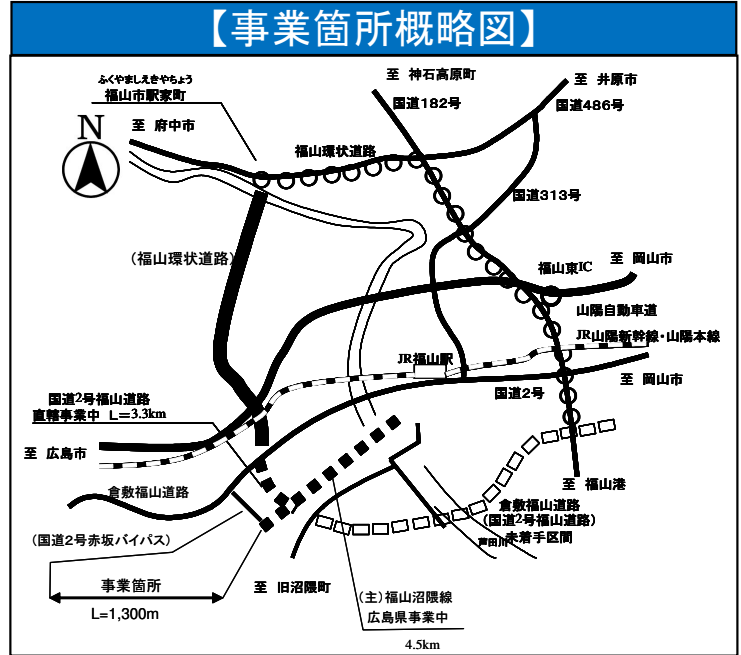 【事業箇所概略図】
至 神石高原町
至 井原市
ふくやましえきやちょう
福山市駅家町
国道182号
国道486号
N
至 府中市
福山環状道路
国道313号
(福山環状道路)
福山東IC
至 岡山市
山陽自動車道
JR山陽新幹線・山陽本線
JR福山駅
国道2号
至 岡山市
国道2号福山道路
直轄事業中 L=3.3km
至 広島市
至 福山港
倉敷福山道路
倉敷福山道路
(国道2号福山道路)
未着手区間
芦田川
(国道2号赤坂バイパス)
事業箇所
L=1,300m
至 旧沼隈町
(主)福山沼隈線
広島県事業中
4.5km